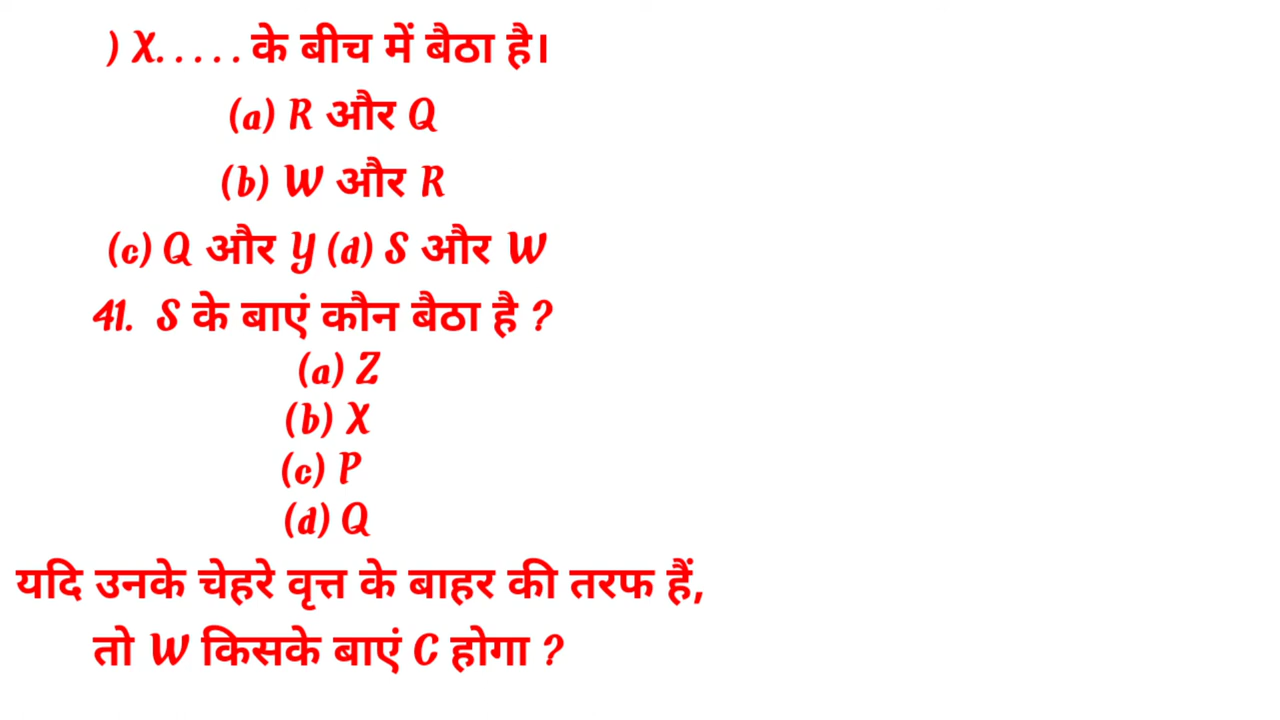 ) X. . . . . के बीच में बैठा है।
(a) R और Q
(b) W और R
(c) Q और Y (d) S और W
41. S के बाएं कौन बैठा है ?
(a) Z
(b) X
(c) P
(d) Q
यदि उनके चेहरे वृत्त के बाहर की तरफ हैं,
तो W किसके बाएं C होगा ?